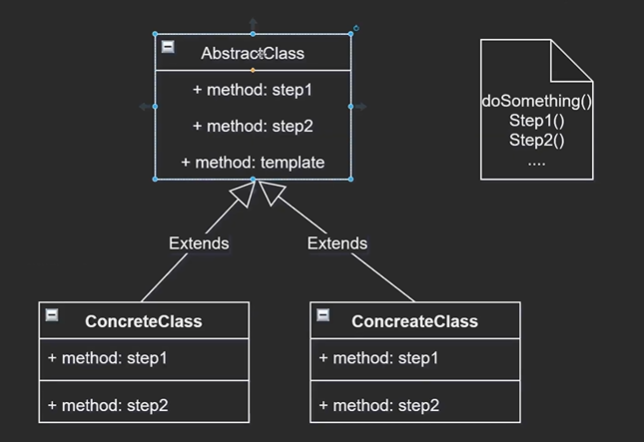 AbstractClass
+ method: step1
+ method: step2
+ method: template
doSomething()
Step1()
Step2()
....
Extends
Extends
ConcreteClass
+ method: step1
+ method: step2
ConcreateClass
+ method: step1
+ method: step2